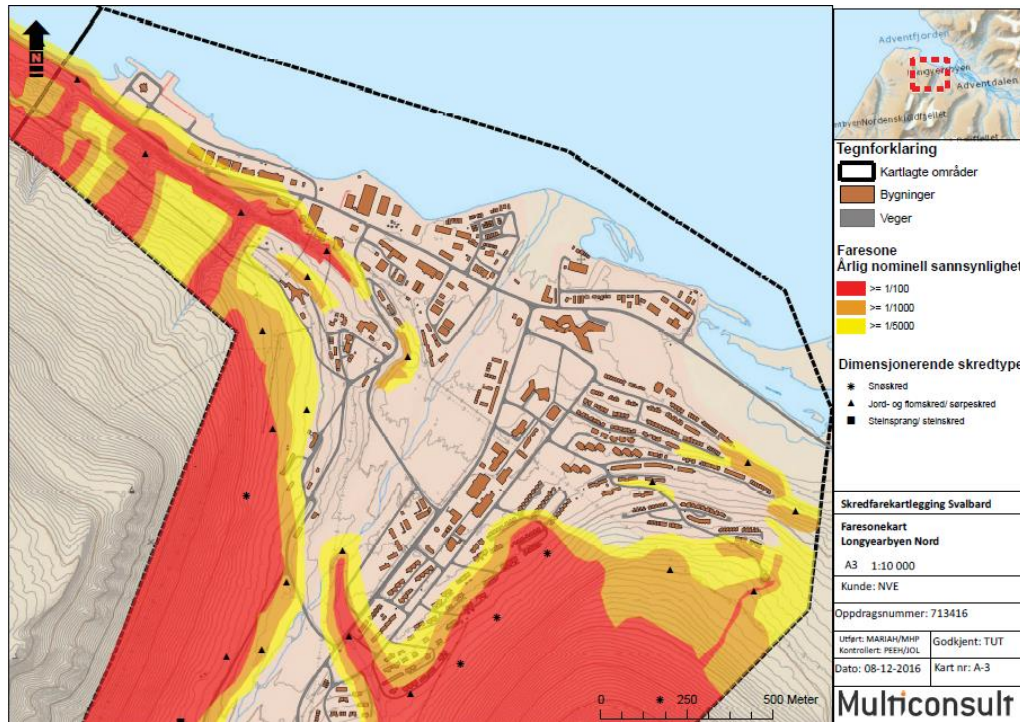 N
Adventfjorden
Longyearbyen
Adventdalen
Nordenskiöldfjellet
Tegnforklaring
Kartlagte områder
Bygninger
Veger
Faresone
Årlig nominell sannsynlighet
>= 1/100
>= 1/1000
>= 1/5000
Dimensjonerende skredtype
Snøskred
Jord- og flomskred/ sørpeskred
Steinsprang/ steinskred
Skredfarekartlegging Svalbard
Faresonekart
Longyearbyen Nord
A3 1:10 000
Kunde: NVE
Oppdragsnummer: 713416
Utført: MARIAH/MHP
Kontrollert: PEEH/JOL
Godkjent: TUT
Dato: 08-12-2016
Kart nr: A-3
Multiconsult
0 250 500 Meter